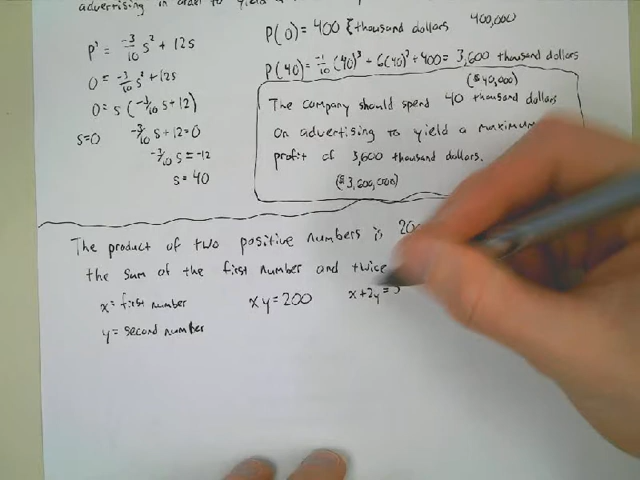 advertising in order to yield a
P(0) = 400 thousand dollars 400,000
P' = -3/10 s² + 12s
P(40) = -1/10 (40)³ + 6(40)² + 400 = 3,600 thousand dollars
0 = -3/10 s² + 12s
($40,000)
0 = s (-3/10 s + 12)
The company should spend 40 thousand dollars
s=0 -3/10 s + 12 = 0
on advertising to yield a maximum
-3/10 s = -12
profit of 3,600 thousand dollars.
s = 40
($3,600,000)
The product of two positive numbers is
the sum of the first number and twice
x = first number xy = 200 x + 2y =
y = second number